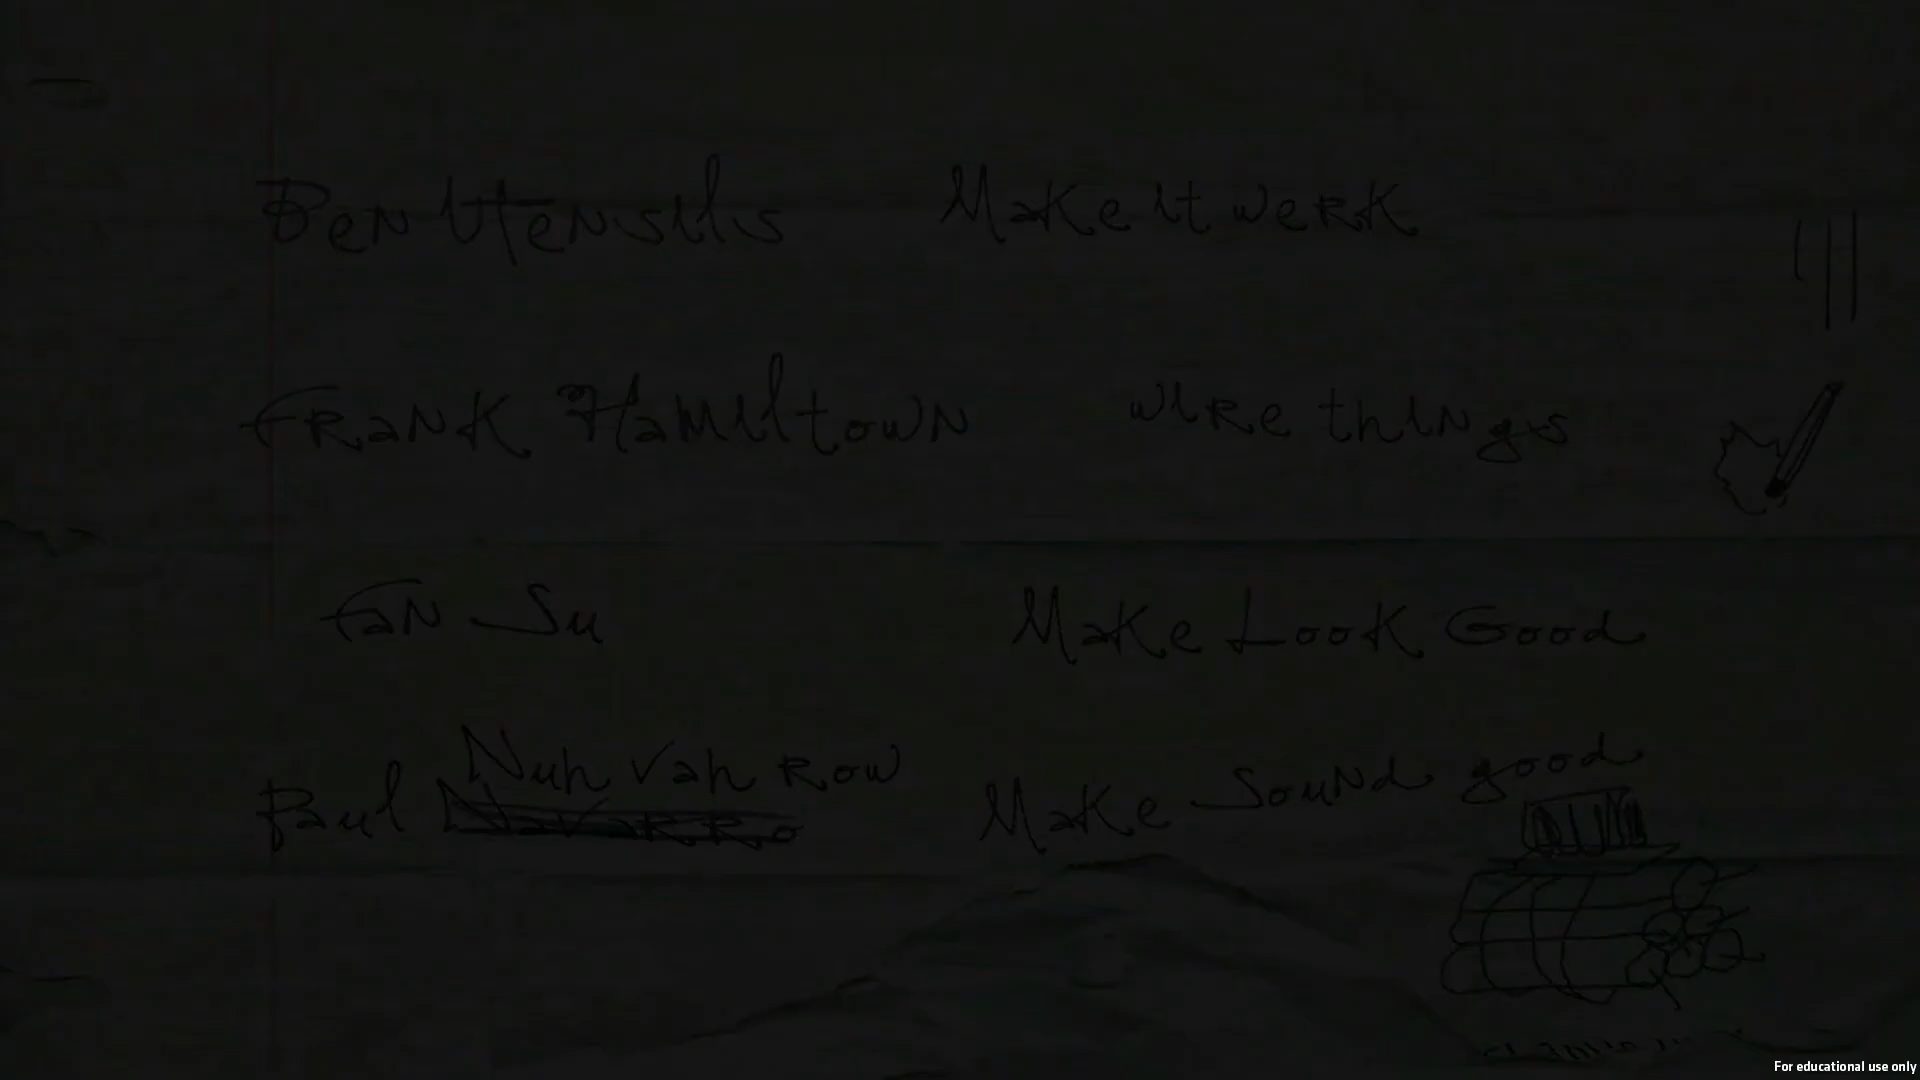 Ben Utensils Make it werk
Frank Hamiltown wire things
Fan Su Make Look Good
Nuh Vah Row
Paul Navarro Make Sound good
For educational use only